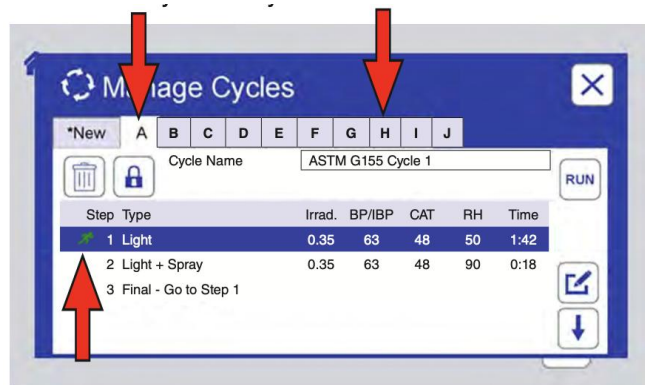 Manage Cycles
*New A B C D E F G H I J
Cycle Name ASTM G155 Cycle 1
RUN
Step Type Irrad. BP/IBP CAT RH Time
1 Light 0.35 63 48 50 1:42
2 Light + Spray 0.35 63 48 90 0:18
3 Final - Go to Step 1